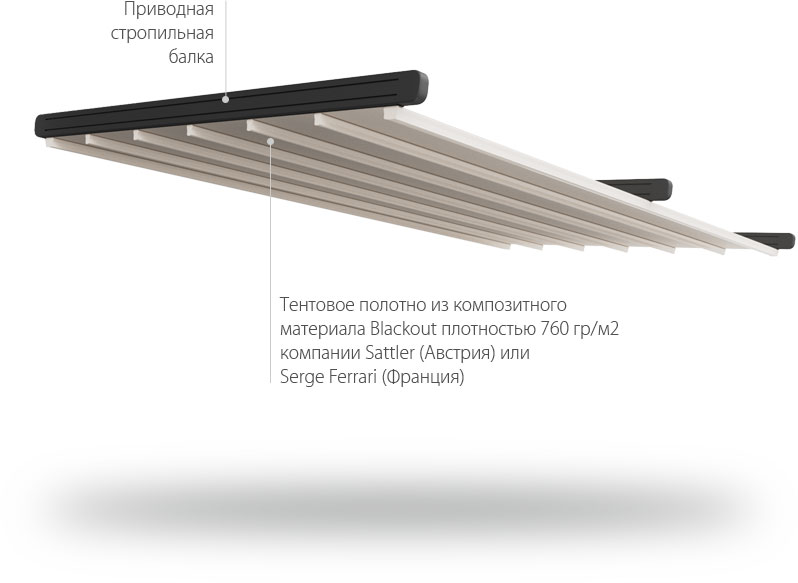 Приводная
стропильная
балка
Тентовое полотно из композитного
материала Blackout плотностью 760 гр/м2
компании Sattler (Австрия) или
Serge Ferrari (Франция)